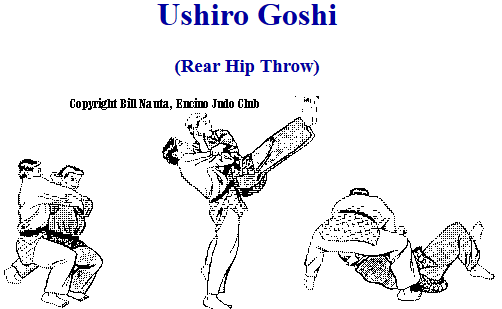 Ushiro Goshi
(Rear Hip Throw)
Copyright Bill Nauta, Encino Judo Club